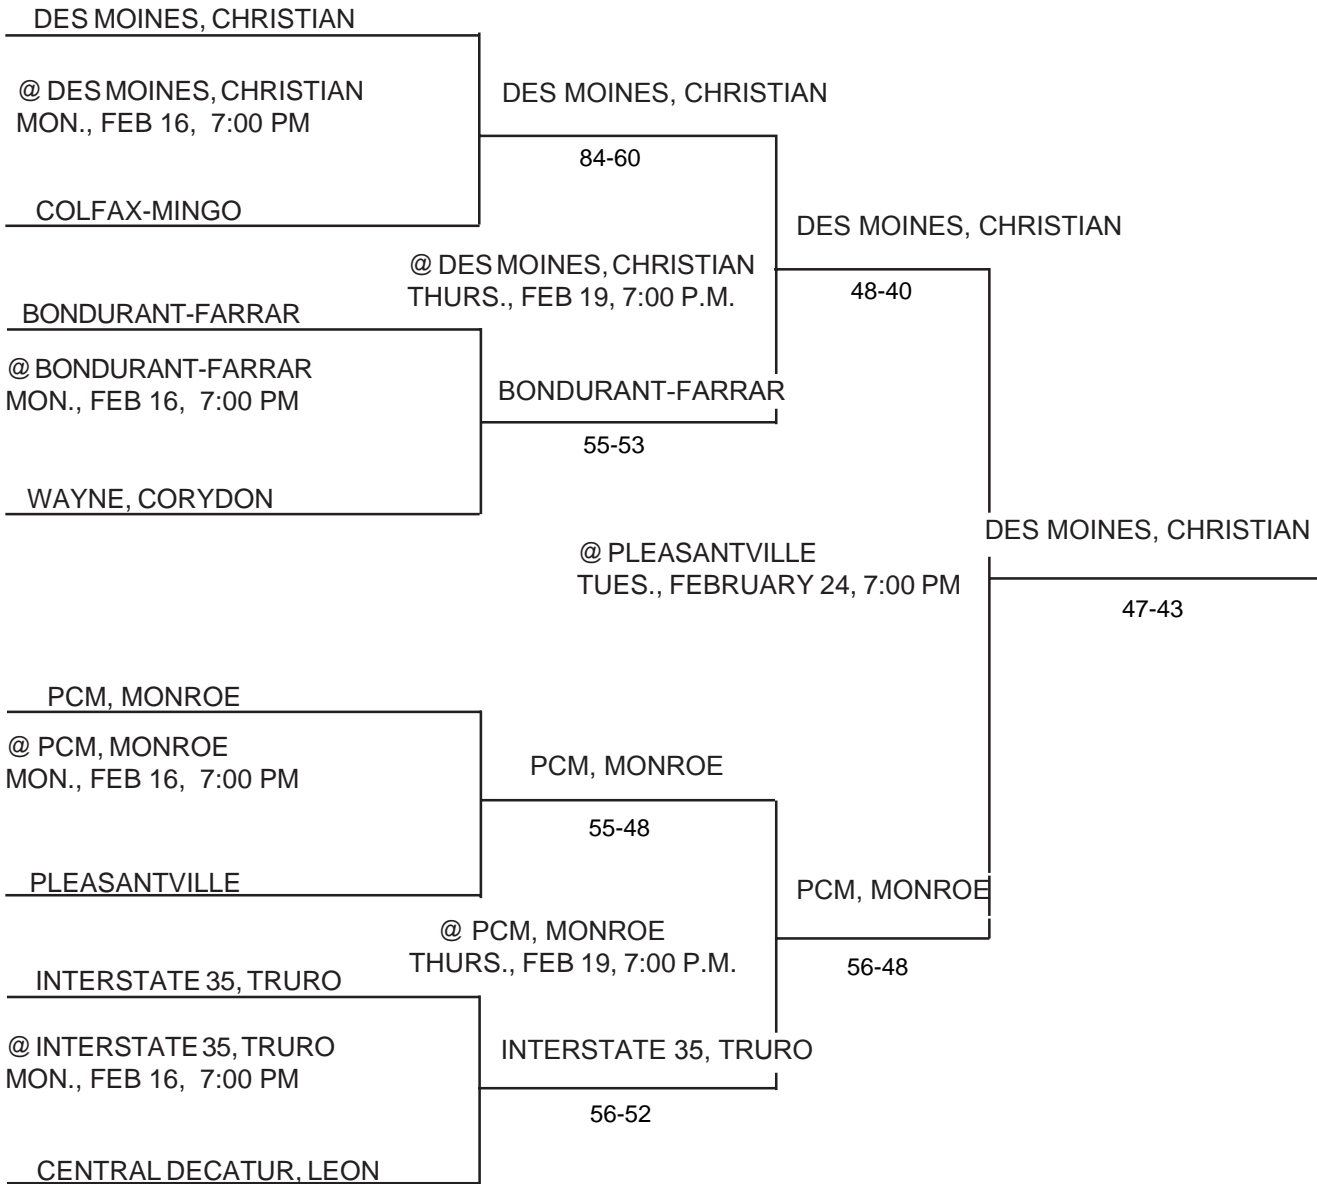 DES MOINES, CHRISTIAN
@ DES MOINES, CHRISTIAN
MON., FEB 16, 7:00 PM
DES MOINES, CHRISTIAN
84-60
COLFAX-MINGO
DES MOINES, CHRISTIAN
@ DES MOINES, CHRISTIAN
THURS., FEB 19, 7:00 P.M.
48-40
BONDURANT-FARRAR
@ BONDURANT-FARRAR
MON., FEB 16, 7:00 PM
BONDURANT-FARRAR
55-53
WAYNE, CORYDON
DES MOINES, CHRISTIAN
@ PLEASANTVILLE
TUES., FEBRUARY 24, 7:00 PM
47-43
PCM, MONROE
@ PCM, MONROE
MON., FEB 16, 7:00 PM
PCM, MONROE
55-48
PLEASANTVILLE
PCM, MONROE
@ PCM, MONROE
THURS., FEB 19, 7:00 P.M.
56-48
INTERSTATE 35, TRURO
@ INTERSTATE 35, TRURO
MON., FEB 16, 7:00 PM
INTERSTATE 35, TRURO
56-52
CENTRAL DECATUR, LEON